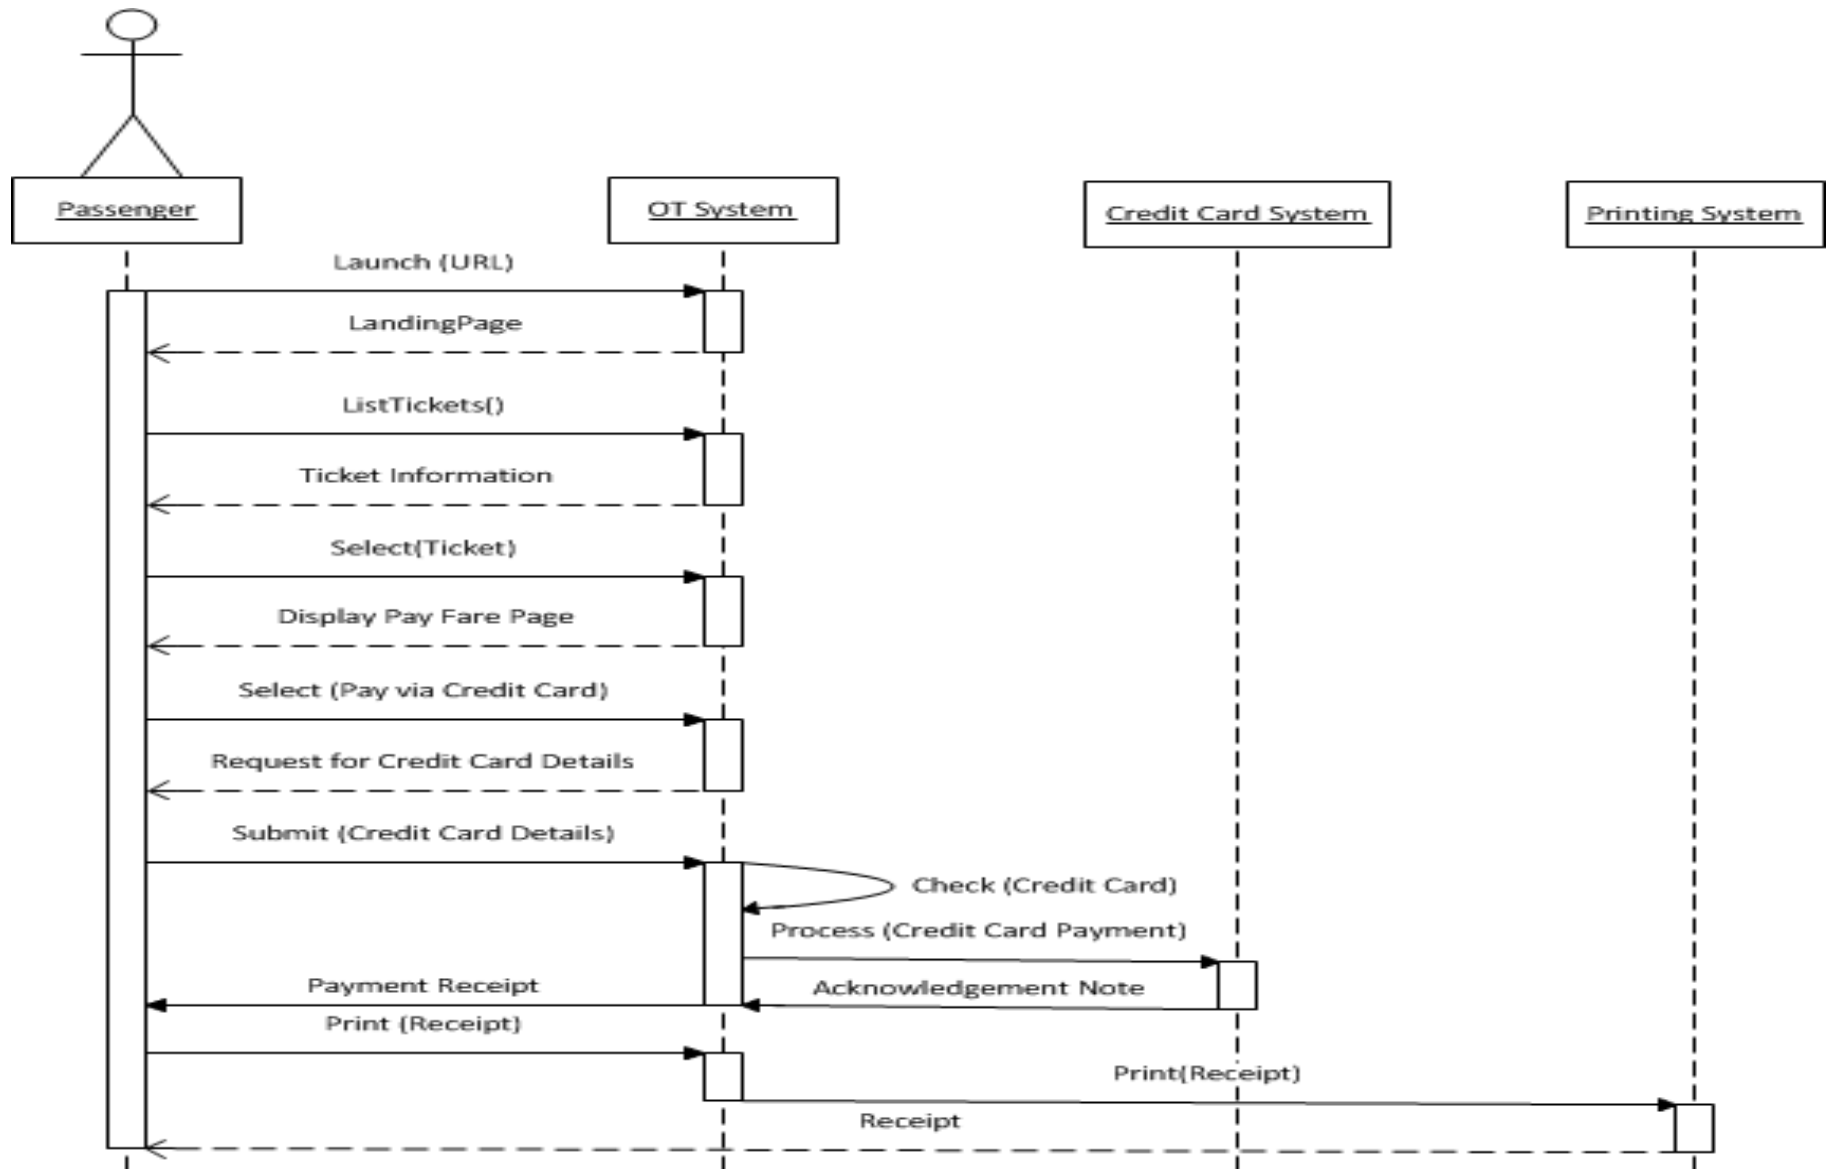 Passenger
OT System
Credit Card System
Printing System
Launch (URL)
LandingPage
ListTickets()
Ticket Information
Select(Ticket)
Display Pay Fare Page
Select (Pay via Credit Card)
Request for Credit Card Details
Submit (Credit Card Details)
Check (Credit Card)
Process (Credit Card Payment)
Payment Receipt
Acknowledgement Note
Print (Receipt)
Print(Receipt)
Receipt